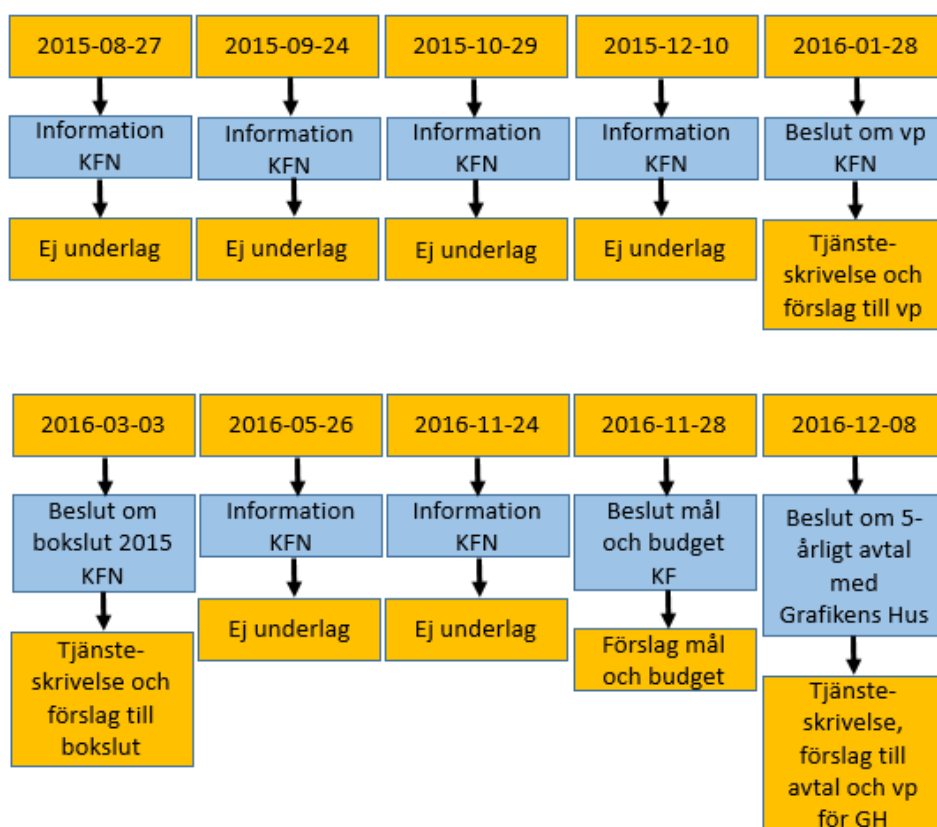 2015-08-27
Information
KFN
Ej underlag
2015-09-24
Information
KFN
Ej underlag
2015-10-29
Information
KFN
Ej underlag
2015-12-10
Information
KFN
Ej underlag
2016-01-28
Beslut om vp
KFN
Tjänste-
skrivelse och
förslag till vp
2016-03-03
Beslut om
bokslut 2015
KFN
Tjänste-
skrivelse och
förslag till
bokslut
2016-05-26
Information
KFN
Ej underlag
2016-11-24
Information
KFN
Ej underlag
2016-11-28
Beslut mål
och budget
KF
Förslag mål
och budget
2016-12-08
Beslut om 5-
årligt avtal
med
Grafikens Hus
Tjänste-
skrivelse,
förslag till
avtal och vp
för GH